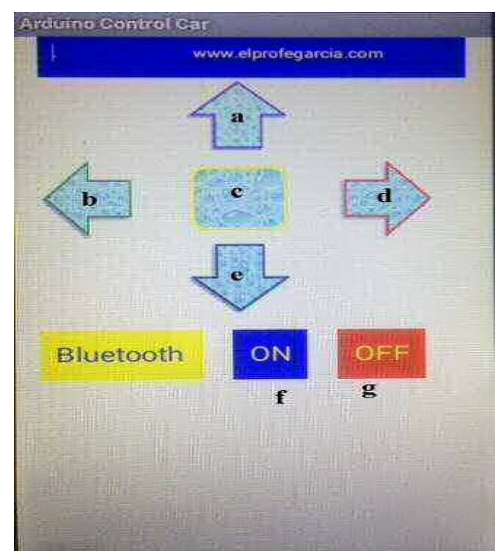 Arduino Control Car
www.elprofegarcia.com
a
b c d
e
Bluetooth ON OFF
f g